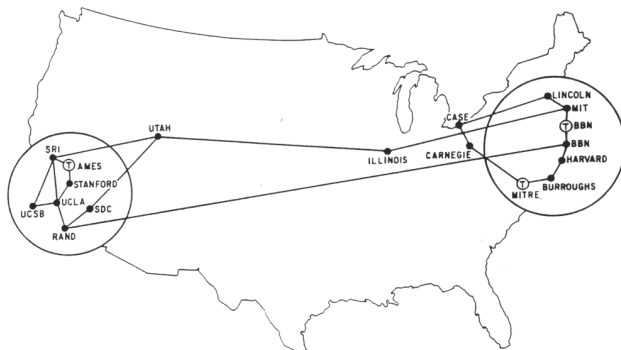 LINCOLN
MIT
T BBN
BBN
HARVARD
BURROUGHS
T
MITRE
CASE
CARNEGIE
ILLINOIS
UTAH
SRI
T AMES
STANFORD
UCLA
UCSB
SDC
RAND